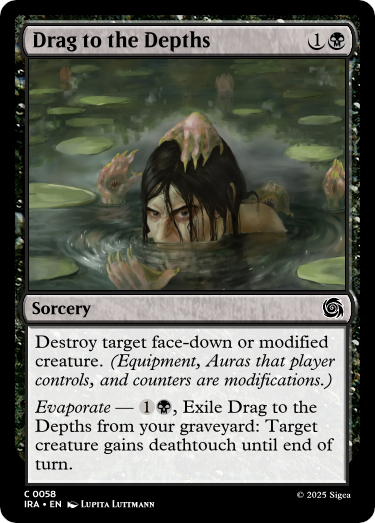 Drag to the Depths 1
Sorcery
Destroy target face-down or modified
creature. (Equipment, Auras that player
controls, and counters are modifications.)
Evaporate — 1, Exile Drag to the
Depths from your graveyard: Target
creature gains deathtouch until end of
turn.
C 0058
IRA • EN Lupita Luttmann
© 2025 Sigea